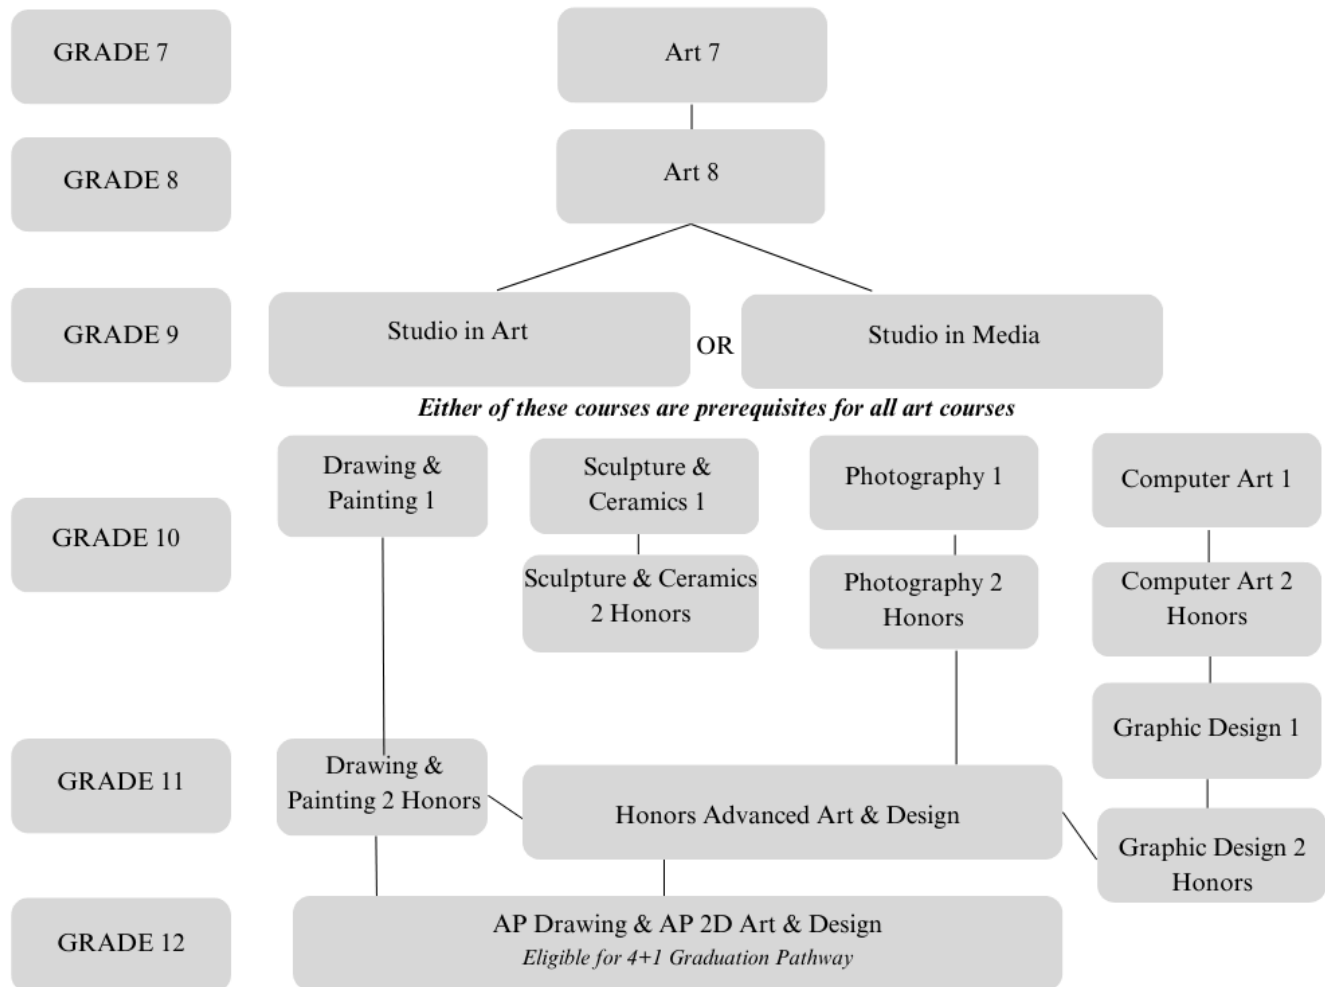 GRADE 7
Art 7
GRADE 8
Art 8
GRADE 9
Studio in Art
OR
Studio in Media
Either of these courses are prerequisites for all art courses
GRADE 10
Drawing &
Painting 1
Sculpture &
Ceramics 1
Photography 1
Computer Art 1
Sculpture & Ceramics
2 Honors
Photography 2
Honors
Computer Art 2
Honors
Graphic Design 1
GRADE 11
Drawing &
Painting 2 Honors
Honors Advanced Art & Design
Graphic Design 2
Honors
GRADE 12
AP Drawing & AP 2D Art & Design
Eligible for 4+1 Graduation Pathway